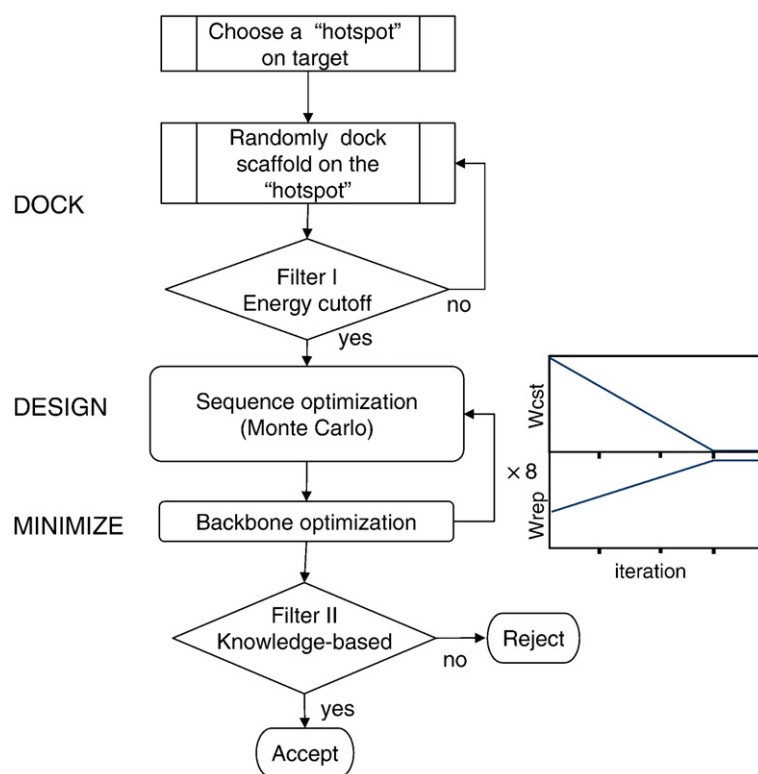 Choose a “hotspot”
on target
Randomly dock
scaffold on the
“hotspot”
DOCK
Filter I
Energy cutoff
no
yes
DESIGN
Sequence optimization
(Monte Carlo)
MINIMIZE
Backbone optimization
× 8
Wcst
Wrep
iteration
Filter II
Knowledge-based
no
Reject
yes
Accept